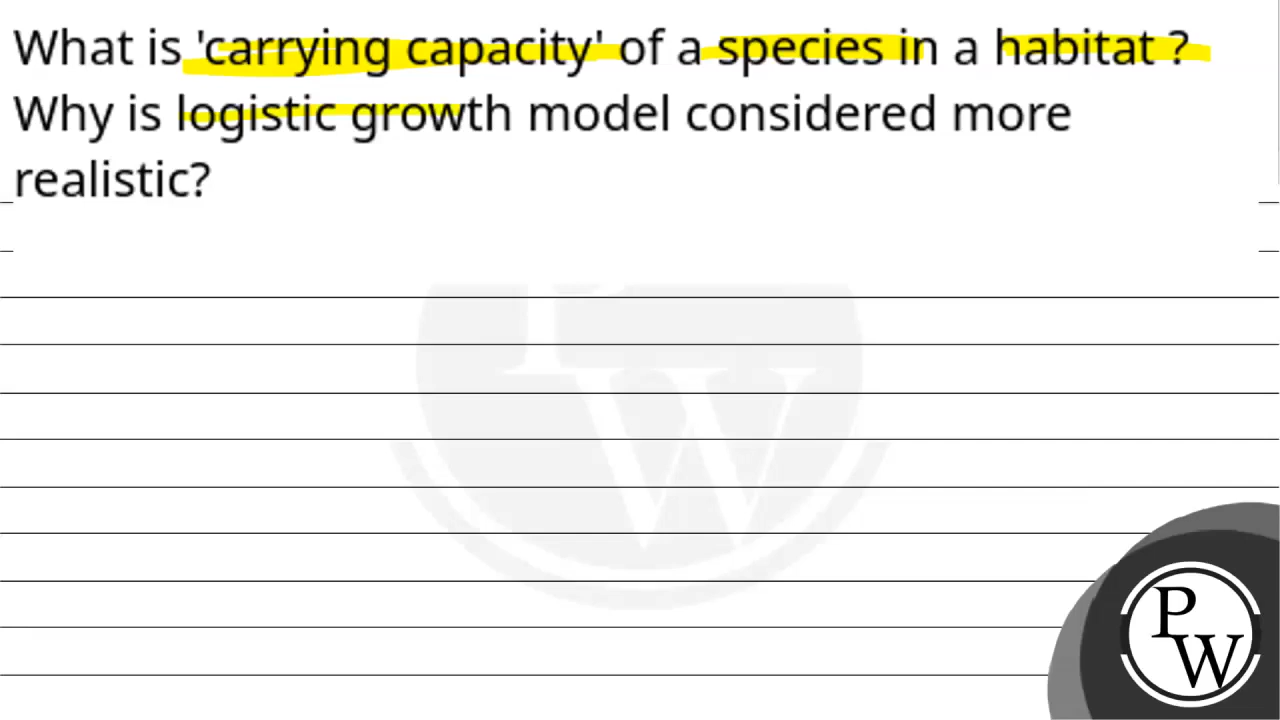 What is 'carrying capacity' of a species in a habitat ?
Why is logistic growth model considered more
realistic?
PW